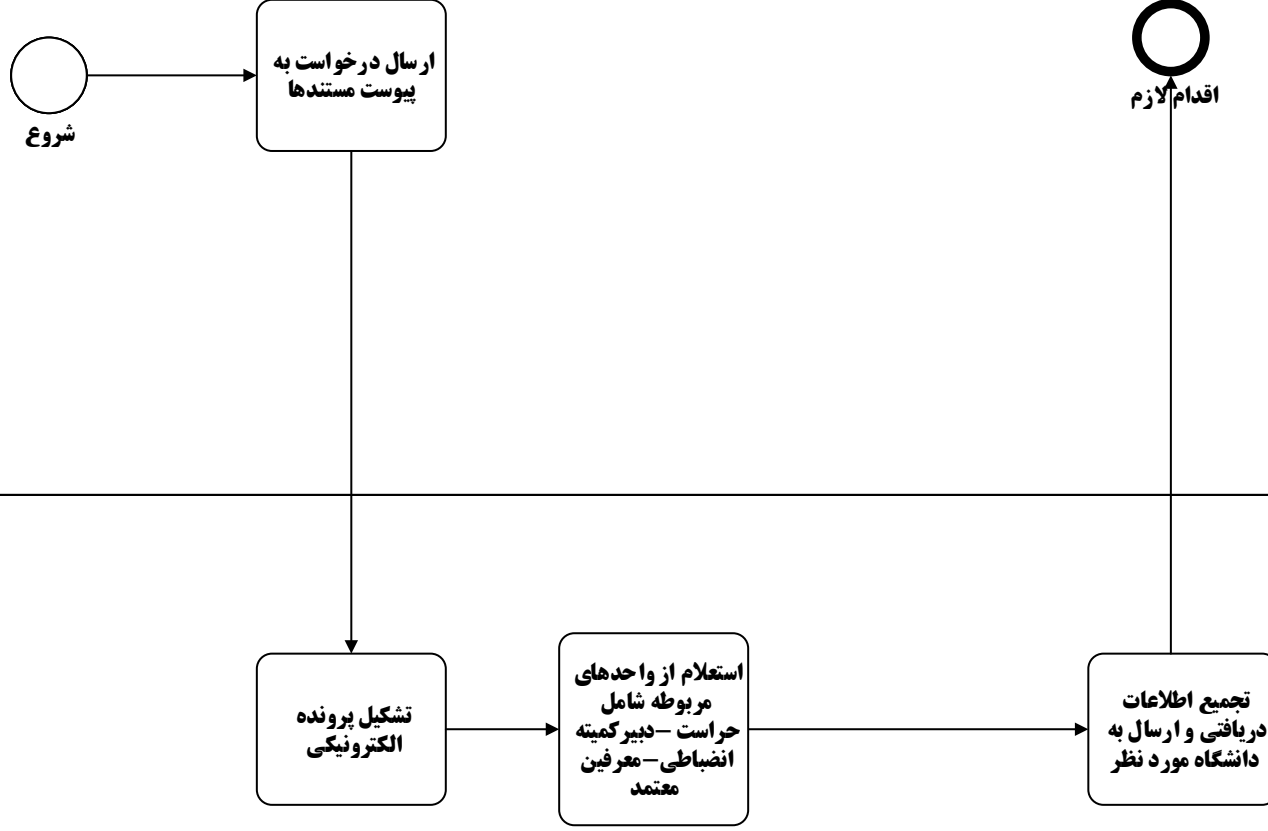 شروع
ارسال درخواست به
پیوست مستندها
تشکیل پرونده
الکترونیکی
استعلام از واحدهای
مربوطه شامل
حراست –دبیرکمیته
انضباطی–معرفین
معتمد
تجمیع اطلاعات
دریافتی و ارسال به
دانشگاه مورد نظر
اقدام لازم